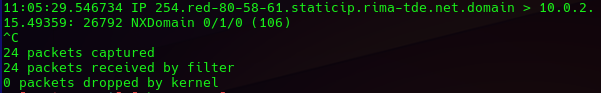 11:05:29.546734 IP 254.red-80-58-61.staticip.rima-tde.net.domain > 10.0.2.
15.49359: 26792 NXDomain 0/1/0 (106)
^C
24 packets captured
24 packets received by filter
0 packets dropped by kernel